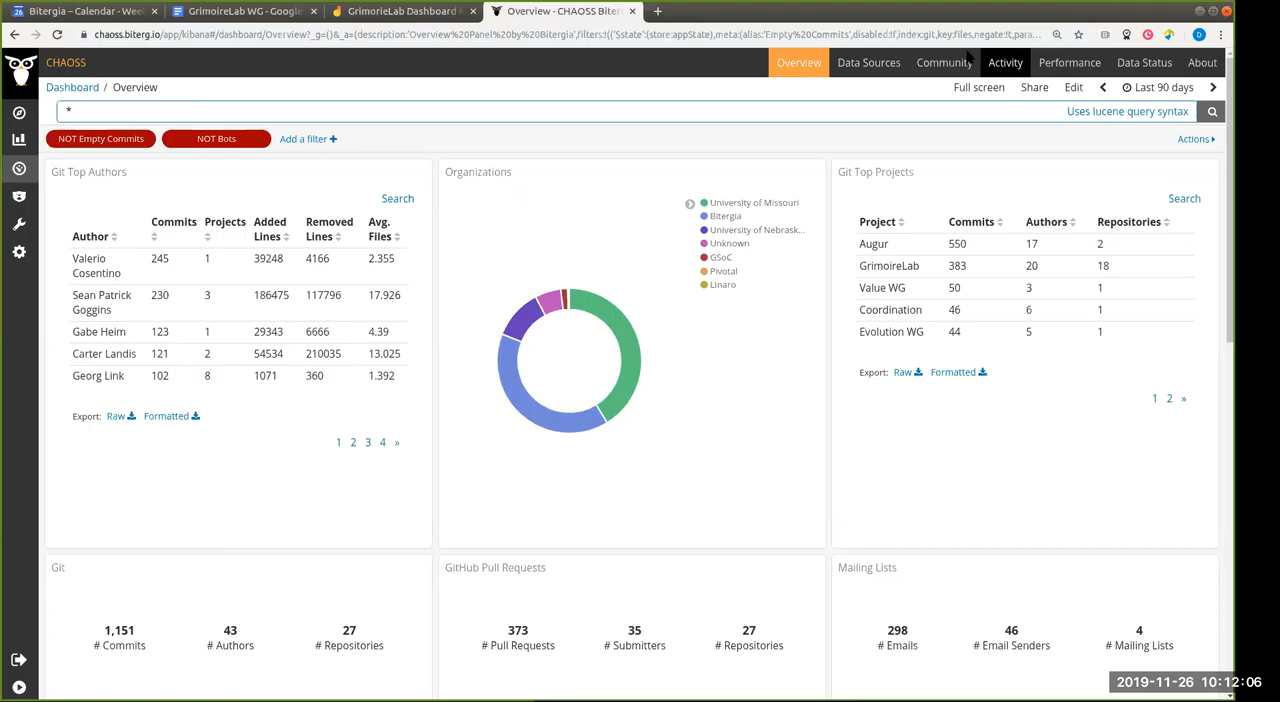 Bitergia – Calendar - Wee
GrimoireLab WG - Google
GrimorieLab Dashboard
Overview - CHAOSS Biter
chaoss.biterg.io/app/kibana#/dashboard/Overview?_g=()&_a=(description:'Overview%20Panel%20by%20Bitergia',filters:!(('$state':(store:appState),meta:(alias:'Empty%20Commits',disabled:!f,index:git,key:files,negate:!t,para...
CHAOSS
Overview Data Sources Community Activity Performance Data Status About
Dashboard / Overview
Full screen Share Edit Last 90 days
*
Uses lucene query syntax
NOT Empty Commits NOT Bots Add a filter +
Actions
Git Top Authors
Search
Author Commits Projects Added Lines Removed Lines Avg. Files
Valerio Cosentino 245 1 39248 4166 2.355
Sean Patrick Goggins 230 3 186475 117796 17.926
Gabe Heim 123 1 29343 6666 4.39
Carter Landis 121 2 54534 210035 13.025
Georg Link 102 8 1071 360 1.392
Export: Raw Formatted
1 2 3 4 »
Organizations
University of Missouri
Bitergia
University of Nebrask...
Unknown
GSoC
Pivotal
Linaro
Git Top Projects
Search
Project Commits Authors Repositories
Augur 550 17 2
GrimoireLab 383 20 18
Value WG 50 3 1
Coordination 46 6 1
Evolution WG 44 5 1
Export: Raw Formatted
1 2 »
Git
1,151 43 27
# Commits # Authors # Repositories
GitHub Pull Requests
373 35 27
# Pull Requests # Submitters # Repositories
Mailing Lists
298 46 4
# Emails # Email Senders # Mailing Lists
2019-11-26 10:12:06